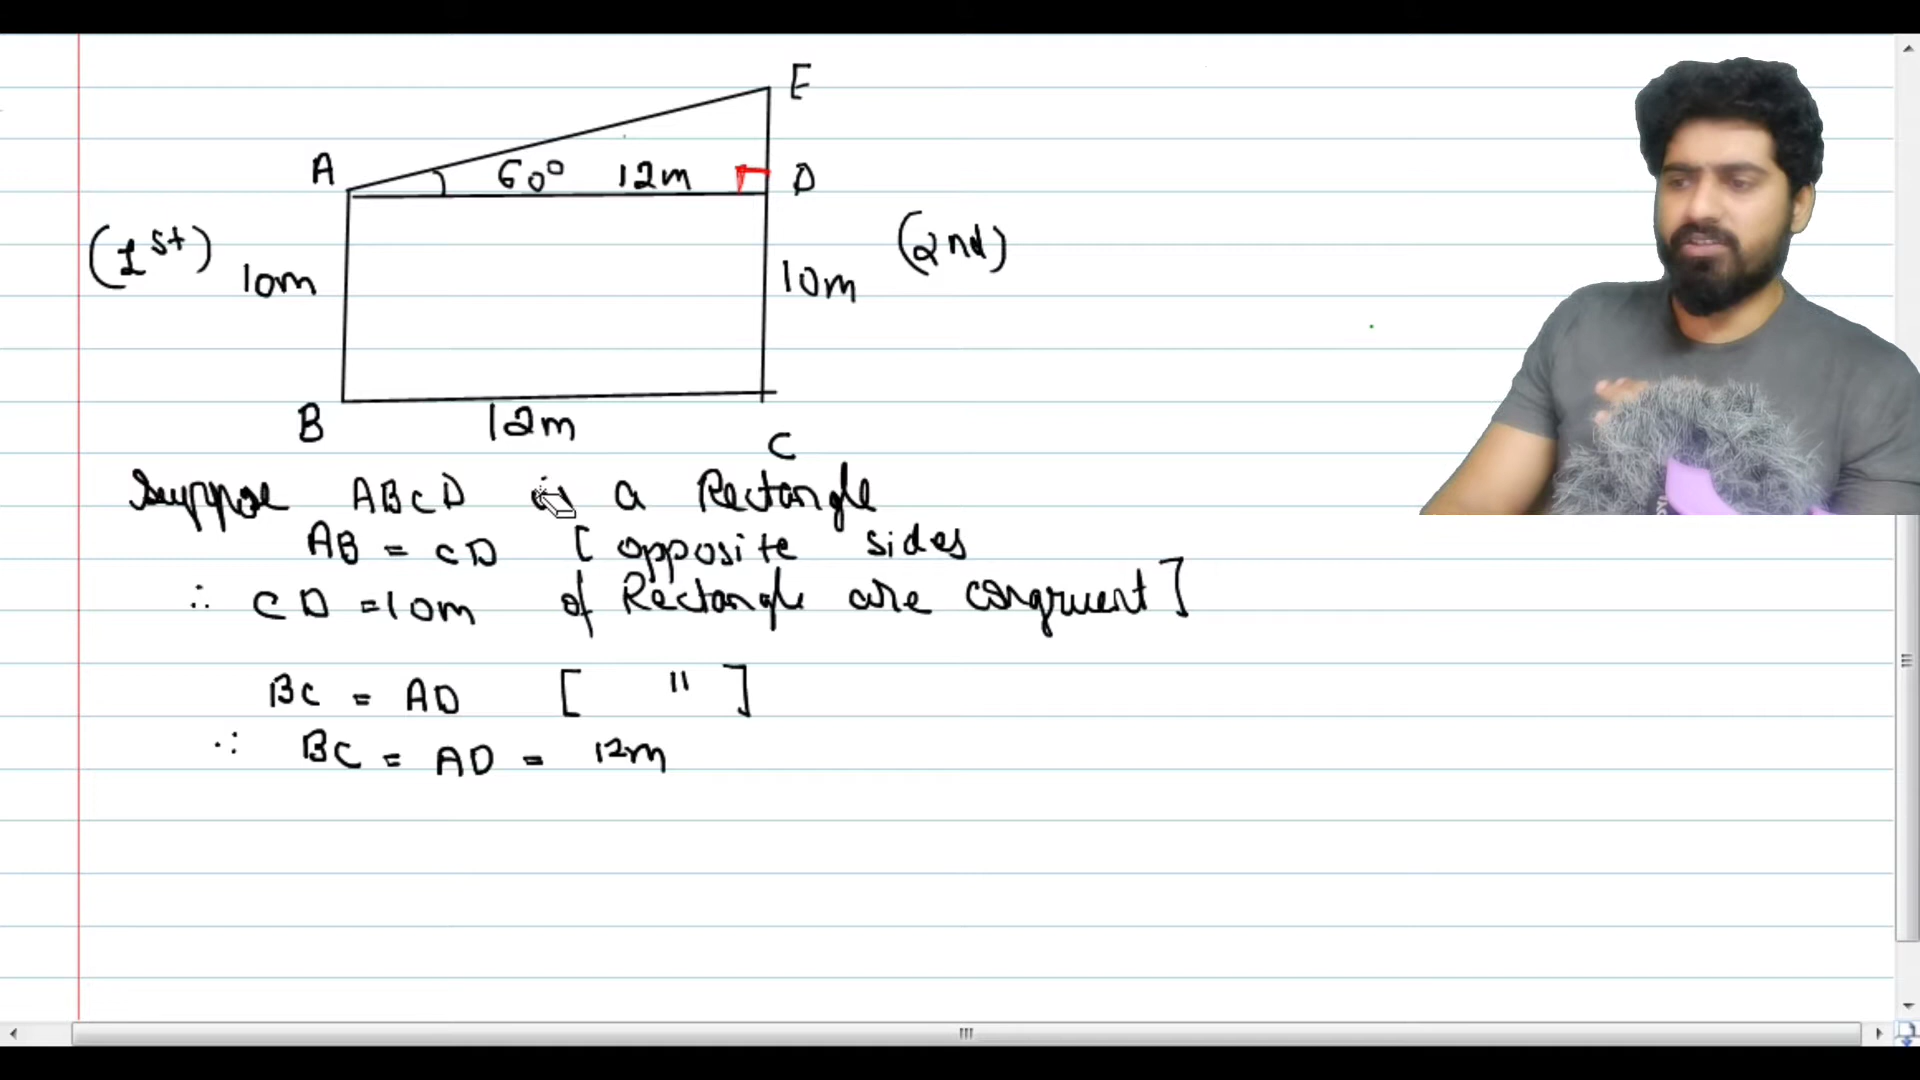 E
A 60° 12m D
(1st) 10m 10m (2nd)
B 12m C
Suppose ABCD is a Rectangle
AB = CD [ opposite sides
∴ CD = 10m of Rectangle are congruent ]
BC = AD [ " ]
∴ BC = AD = 12m